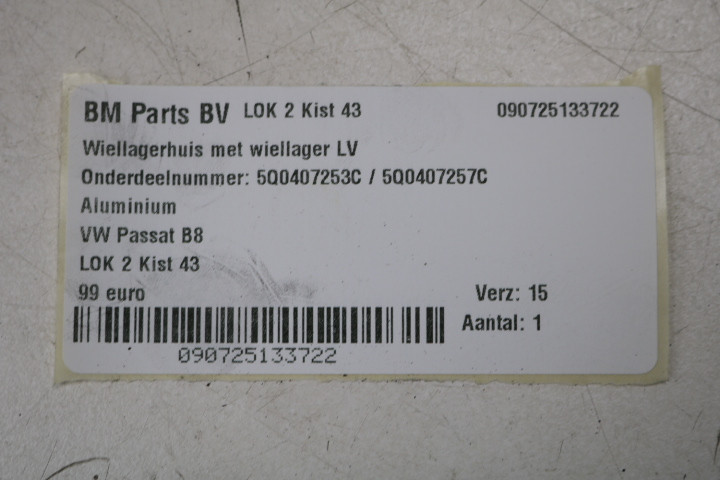 BM Parts BV LOK 2 Kist 43 090725133722
Wiellagerhuis met wiellager LV
Onderdeelnummer: 5Q0407253C / 5Q0407257C
Aluminium
VW Passat B8
LOK 2 Kist 43
99 euro Verz: 15
Aantal: 1
090725133722